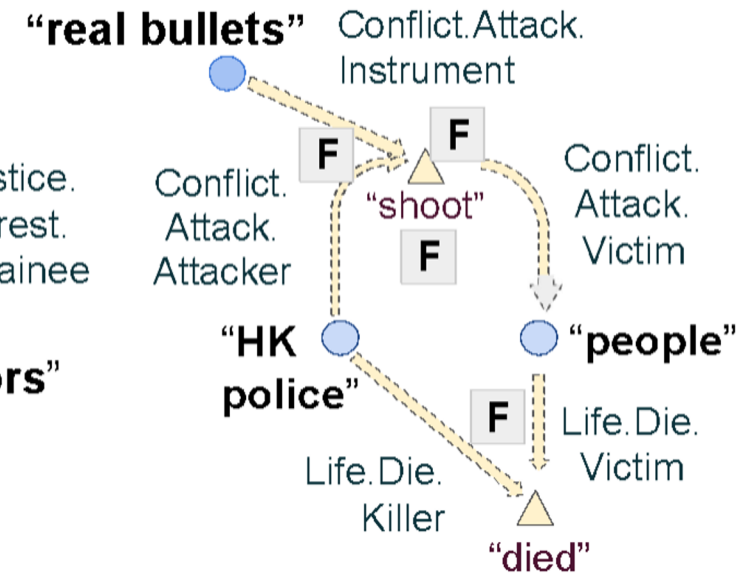 “real bullets”
Conflict.Attack.
Instrument
F
F
Conflict.
Attack.
Victim
stice.
rest.
ainee
Conflict.
Attack.
Attacker
“shoot”
F
“HK
police”
“people”
ors”
F
Life.Die.
Victim
Life.Die.
Killer
“died”